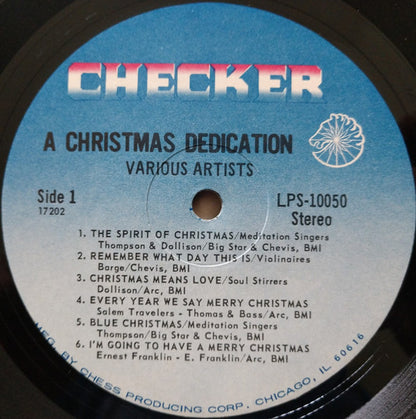 CHECKER
A CHRISTMAS DEDICATION
VARIOUS ARTISTS
Side 1
17202
LPS-10050
Stereo
1. THE SPIRIT OF CHRISTMAS/Meditation Singers
Thompson & Dollison/Big Star & Chevis, BMI
2. REMEMBER WHAT DAY THIS IS/Violinaires
Barge/Chevis, BMI
3. CHRISTMAS MEANS LOVE/Soul Stirrers
Dollison/Arc, BMI
4. EVERY YEAR WE SAY MERRY CHRISTMAS
Salem Travelers - Thomas & Bass/Arc, BMI
5. BLUE CHRISTMAS/Meditation Singers
Thompson/Big Star & Chevis, BMI
6. I'M GOING TO HAVE A MERRY CHRISTMAS
Ernest Franklin - E. Franklin/Arc, BMI
MFG. BY CHESS PRODUCING CORP. CHICAGO, IL 60616